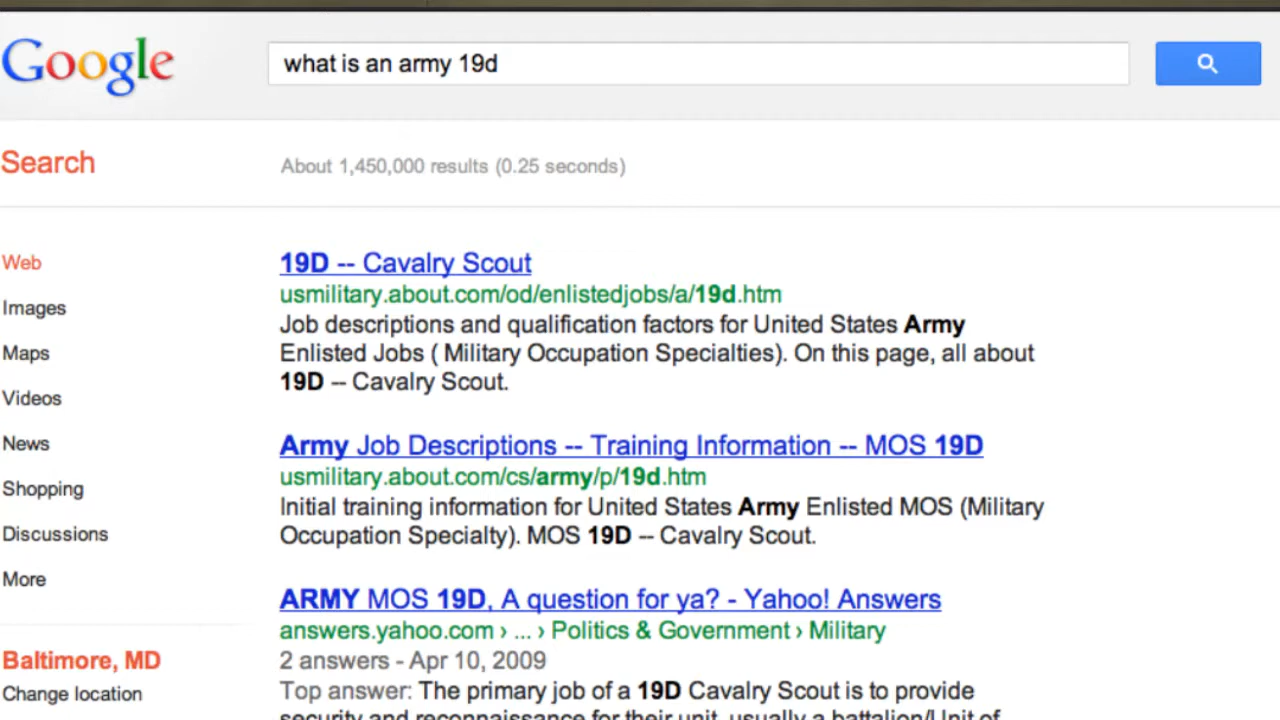 Google
what is an army 19d
Search
About 1,450,000 results (0.25 seconds)
Web
Images
Maps
Videos
News
Shopping
Discussions
More
Baltimore, MD
Change location
19D -- Cavalry Scout
usmilitary.about.com/od/enlistedjobs/a/19d.htm
Job descriptions and qualification factors for United States Army
Enlisted Jobs ( Military Occupation Specialties). On this page, all about
19D -- Cavalry Scout.
Army Job Descriptions -- Training Information -- MOS 19D
usmilitary.about.com/cs/army/p/19d.htm
Initial training information for United States Army Enlisted MOS (Military
Occupation Specialty). MOS 19D -- Cavalry Scout.
ARMY MOS 19D, A question for ya? - Yahoo! Answers
answers.yahoo.com › ... › Politics & Government › Military
2 answers - Apr 10, 2009
Top answer: The primary job of a 19D Cavalry Scout is to provide
security and reconnaissance for their unit, usually a battalion/Unit of